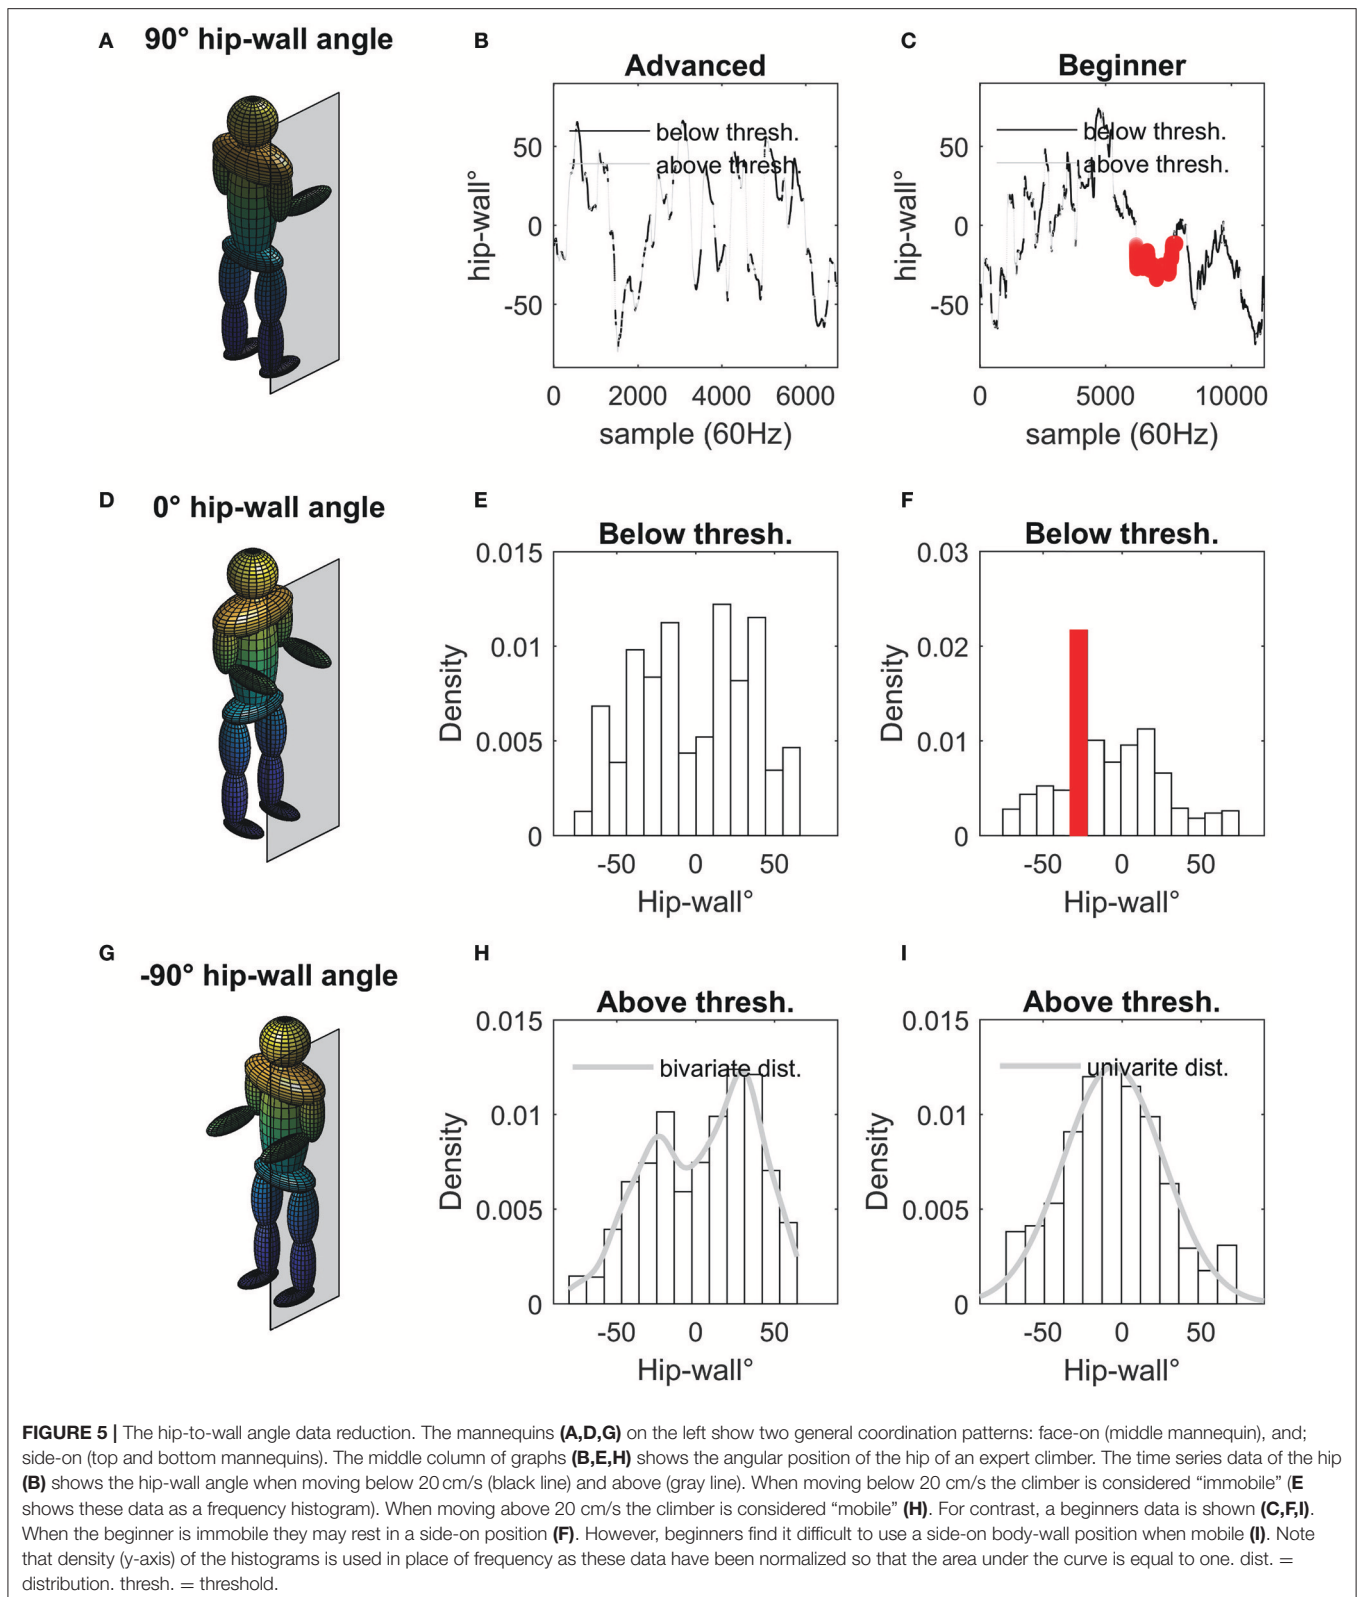 A 90° hip-wall angle
B
Advanced
below thresh.
above thresh.
50
0
-50
hip-wall°
0 2000 4000 6000
sample (60Hz)
C
Beginner
below thresh.
above thresh.
50
0
-50
hip-wall°
0 5000 10000
sample (60Hz)
D 0° hip-wall angle
E
Below thresh.
0.015
0.01
0.005
0
Density
-50 0 50
Hip-wall°
F
Below thresh.
0.03
0.02
0.01
0
Density
-50 0 50
Hip-wall°
G -90° hip-wall angle
H
Above thresh.
bivariate dist.
0.015
0.01
0.005
0
Density
-50 0 50
Hip-wall°
I
Above thresh.
univarite dist.
0.015
0.01
0.005
0
Density
-50 0 50
Hip-wall°
FIGURE 5 | The hip-to-wall angle data reduction. The mannequins (A,D,G) on the left show two general coordination patterns: face-on (middle mannequin), and;
side-on (top and bottom mannequins). The middle column of graphs (B,E,H) shows the angular position of the hip of an expert climber. The time series data of the hip
(B) shows the hip-wall angle when moving below 20 cm/s (black line) and above (gray line). When moving below 20 cm/s the climber is considered “immobile” (E
shows these data as a frequency histogram). When moving above 20 cm/s the climber is considered “mobile” (H). For contrast, a beginners data is shown (C,F,I).
When the beginner is immobile they may rest in a side-on position (F). However, beginners find it difficult to use a side-on body-wall position when mobile (I). Note
that density (y-axis) of the histograms is used in place of frequency as these data have been normalized so that the area under the curve is equal to one. dist. =
distribution. thresh. = threshold.